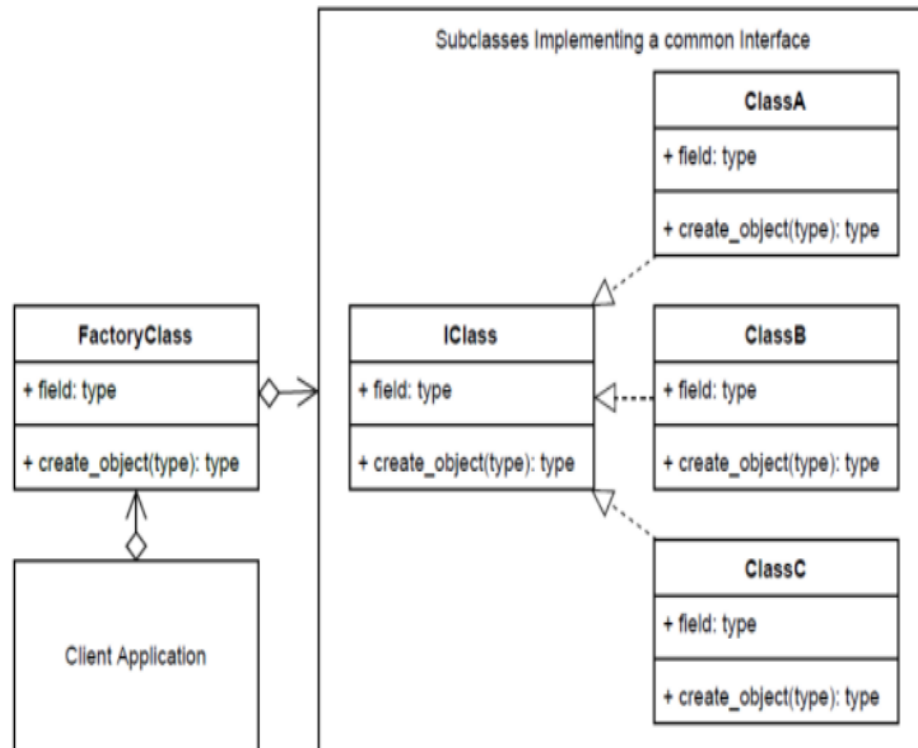 Subclasses Implementing a common Interface
ClassA
+ field: type
+ create_object(type): type
FactoryClass
+ field: type
+ create_object(type): type
IClass
+ field: type
+ create_object(type): type
ClassB
+ field: type
+ create_object(type): type
Client Application
ClassC
+ field: type
+ create_object(type): type